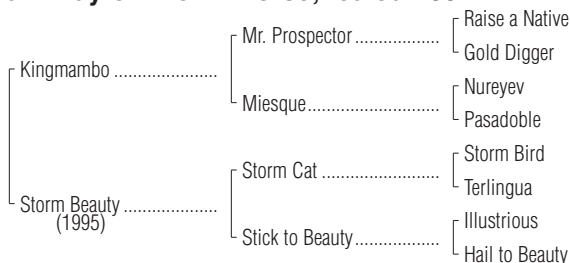 Raise a Native
Mr. Prospector
Gold Digger
Kingmambo
Nureyev
Miesque
Pasadoble
Storm Bird
Storm Cat
Terlingua
Storm Beauty
(1995)
Illustrious
Stick to Beauty
Hail to Beauty